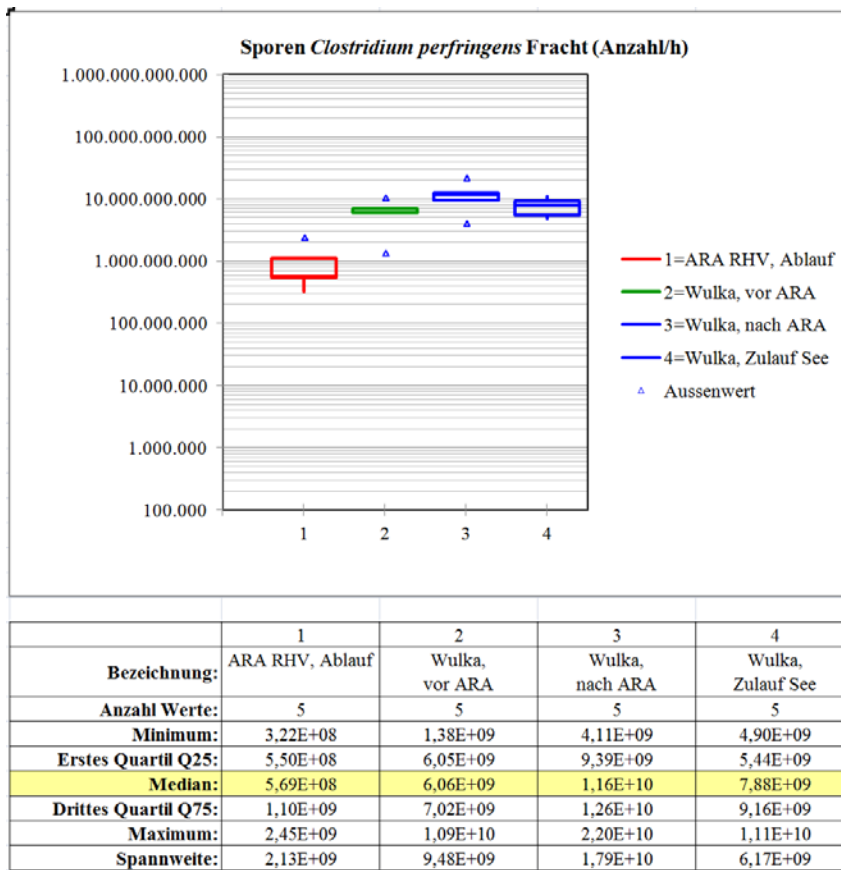 Sporen Clostridium perfringens Fracht (Anzahl/h)
1.000.000.000.000
100.000.000.000
10.000.000.000
1.000.000.000
100.000.000
10.000.000
1.000.000
100.000
1 2 3 4
1=ARA RHV, Ablauf
2=Wulka, vor ARA
3=Wulka, nach ARA
4=Wulka, Zulauf See
Aussenwert
1 2 3 4
Bezeichnung: ARA RHV, Ablauf Wulka, vor ARA Wulka, nach ARA Wulka, Zulauf See
Anzahl Werte: 5 5 5 5
Minimum: 3,22E+08 1,38E+09 4,11E+09 4,90E+09
Erstes Quartil Q25: 5,50E+08 6,05E+09 9,39E+09 5,44E+09
Median: 5,69E+08 6,06E+09 1,16E+10 7,88E+09
Drittes Quartil Q75: 1,10E+09 7,02E+09 1,26E+10 9,16E+09
Maximum: 2,45E+09 1,09E+10 2,20E+10 1,11E+10
Spannweite: 2,13E+09 9,48E+09 1,79E+10 6,17E+09